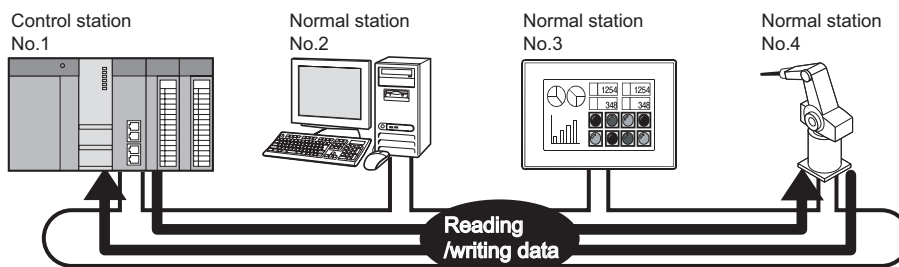 Control station
No.1
Normal station
No.2
Normal station
No.3
Normal station
No.4
1254 1254
348 348
Reading
/writing data